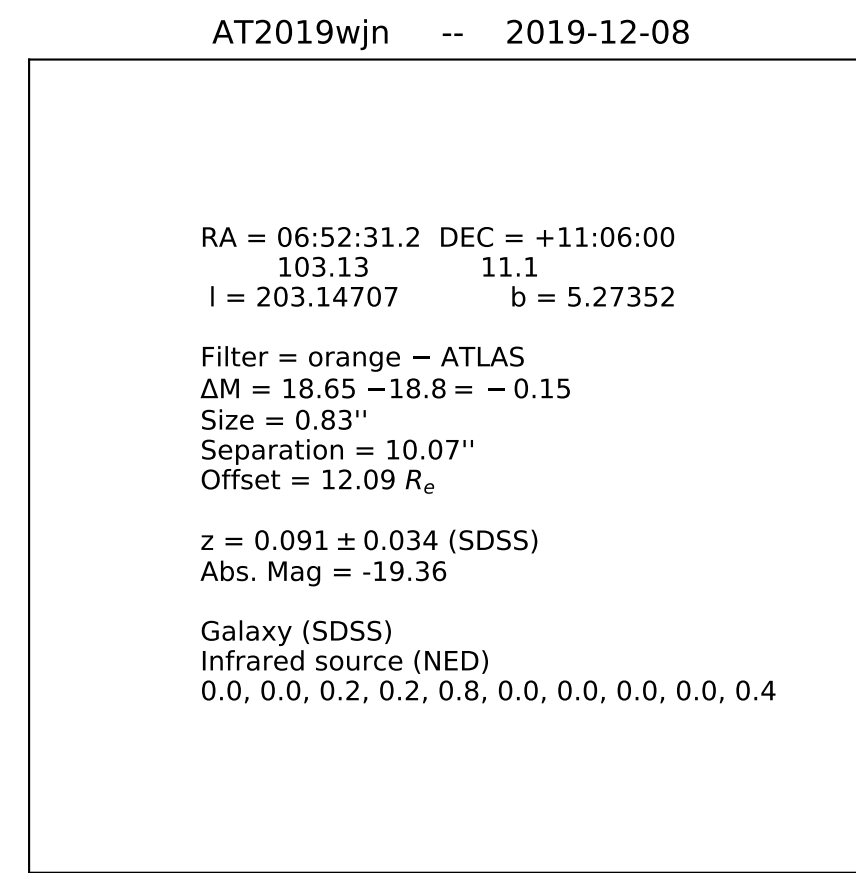 AT2019wjn -- 2019-12-08
RA = 06:52:31.2 DEC = +11:06:00
103.13 11.1
l = 203.14707 b = 5.27352
Filter = orange − ATLAS
ΔM = 18.65 −18.8 = − 0.15
Size = 0.83''
Separation = 10.07''
Offset = 12.09 Rₑ
z = 0.091 ± 0.034 (SDSS)
Abs. Mag = -19.36
Galaxy (SDSS)
Infrared source (NED)
0.0, 0.0, 0.2, 0.2, 0.8, 0.0, 0.0, 0.0, 0.0, 0.4